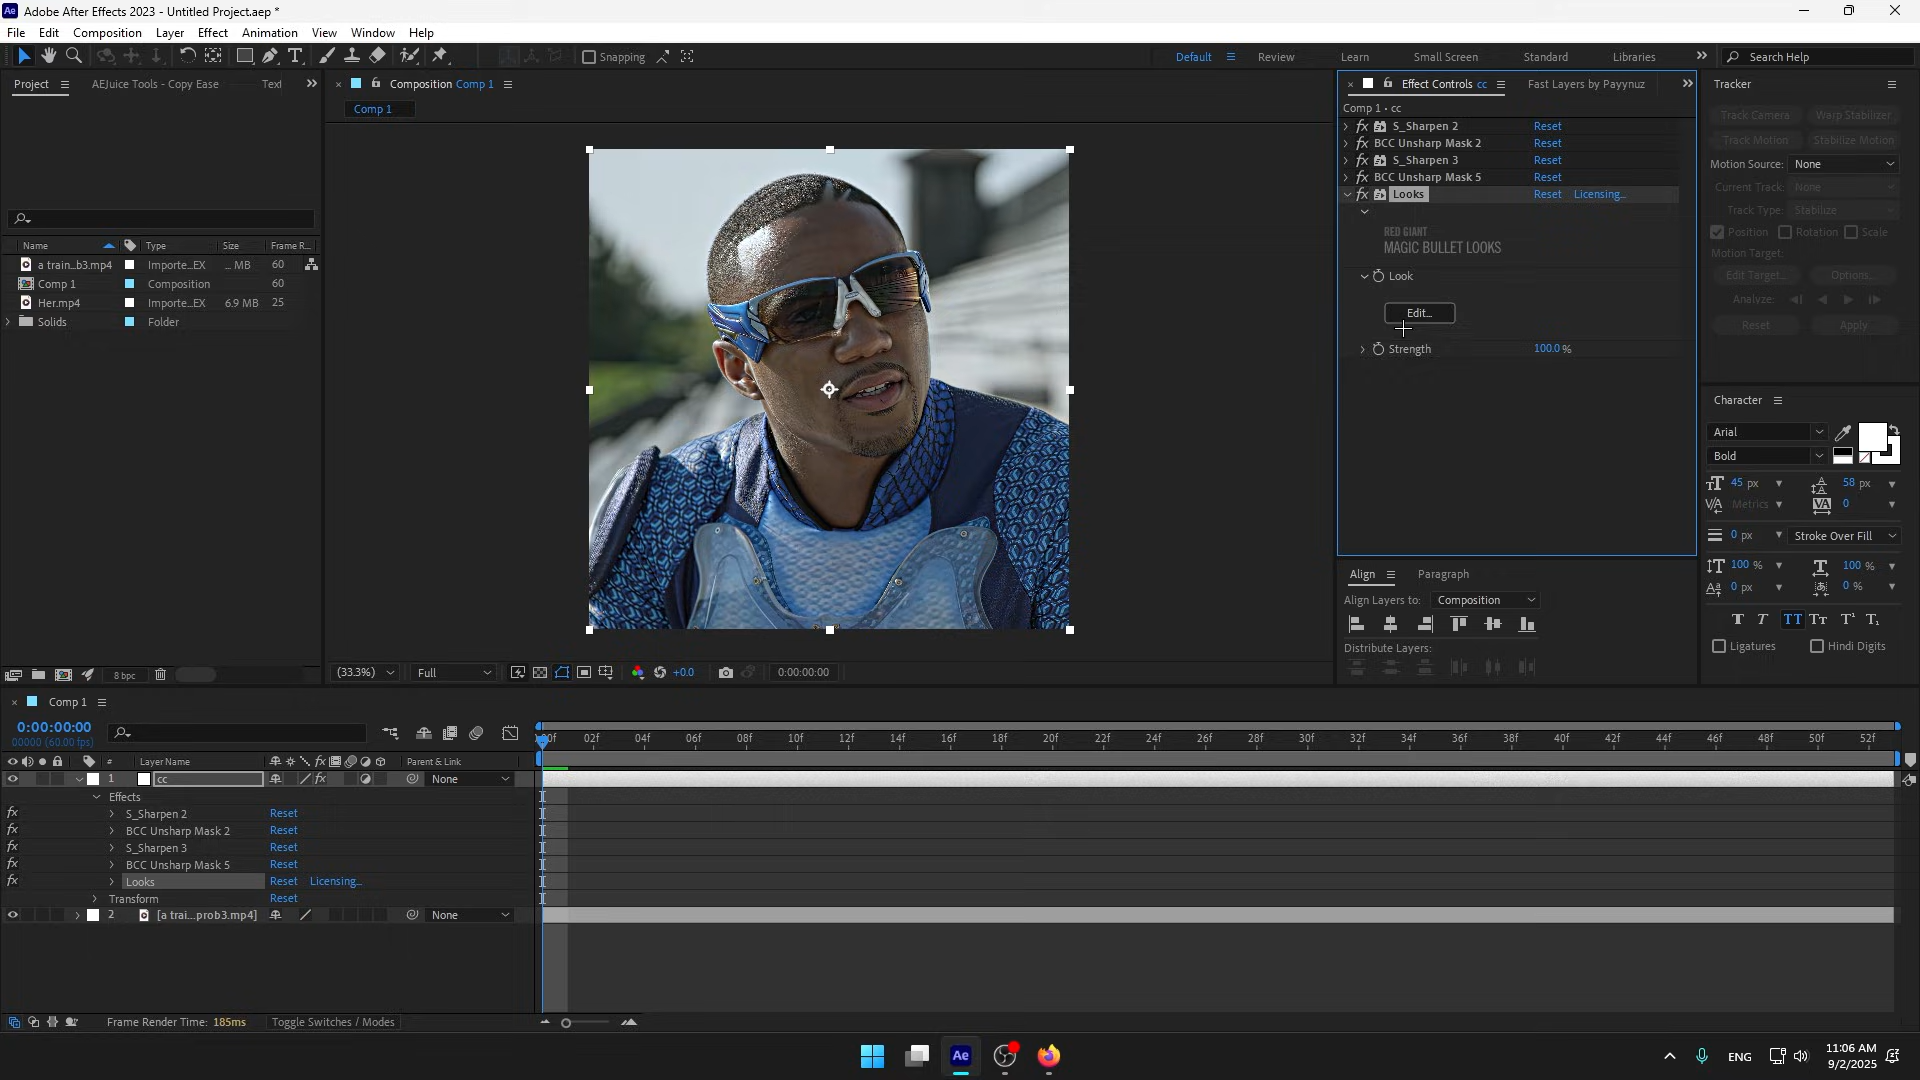 Adobe After Effects 2023 - Untitled Project.aep *
File Edit Composition Layer Effect Animation View Window Help
Snapping
Default Review Learn Small Screen Standard Libraries Search Help
Project AEJuice Tools - Copy Ease Text
Composition Comp 1
Comp 1
Effect Controls cc Fast Layers by Payynuz
Comp 1 • cc
S_Sharpen 2 Reset
BCC Unsharp Mask 2 Reset
S_Sharpen 3 Reset
BCC Unsharp Mask 5 Reset
Looks Reset Licensing...
RED GIANT
MAGIC BULLET LOOKS
Look
Edit...
Strength 100.0 %
Tracker
Track Camera Warp Stabilizer
Track Motion Stabilize Motion
Motion Source: None
Current Track: None
Track Type: Stabilize
Position Rotation Scale
Motion Target:
Edit Target... Options...
Analyze:
Reset Apply
Name Type Size Frame R...
a train_b3.mp4 Importe...EX ... MB 60
Comp 1 Composition 60
Her.mp4 Importe...EX 6.9 MB 25
Solids Folder
8 bpc
(33.3%) Full +0.0 0:00:00:00
Align Paragraph
Align Layers to: Composition
Distribute Layers:
Character
Arial
Bold
45 px 58 px
Metrics 0
0 px Stroke Over Fill
100 % 100 %
0 px 0 %
T T TT Tт T¹ T₁
Ligatures Hindi Digits
Comp 1
0:00:00:00
00000 (60.00 fps)
:00f 02f 04f 06f 08f 10f 12f 14f 16f 18f 20f 22f 24f 26f 28f 30f 32f 34f 36f 38f 40f 42f 44f 46f 48f 50f 52f
# Layer Name Parent & Link
1 cc None
Effects
S_Sharpen 2 Reset
BCC Unsharp Mask 2 Reset
S_Sharpen 3 Reset
BCC Unsharp Mask 5 Reset
Looks Reset Licensing...
Transform Reset
2 [a trai...prob3.mp4] None
Frame Render Time: 185ms Toggle Switches / Modes
ENG
11:06 AM
9/2/2025